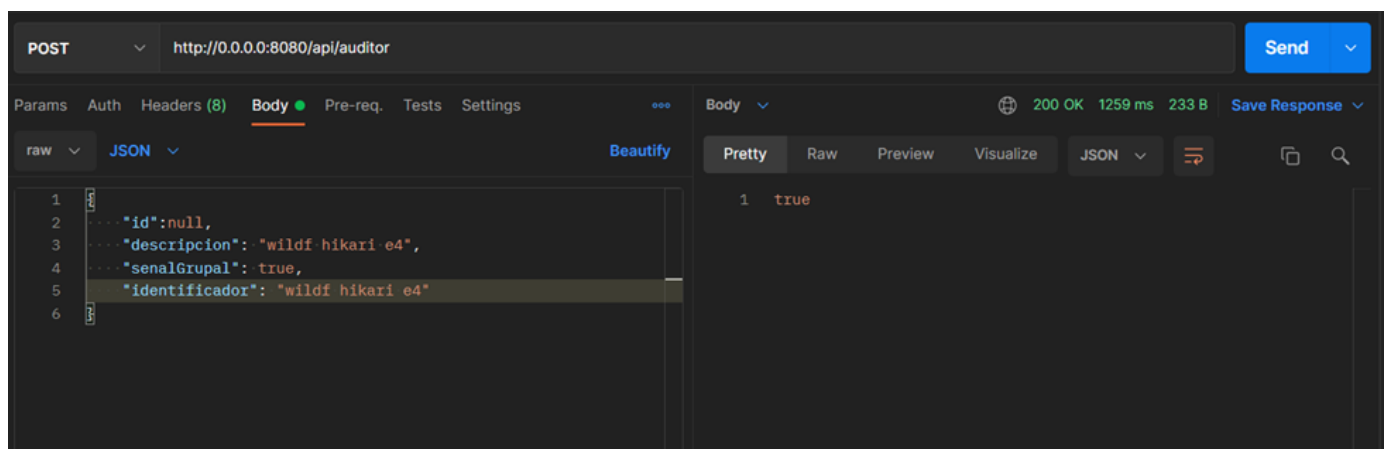 POST http://0.0.0.0:8080/api/auditor Send
Params Auth Headers (8) Body Pre-req. Tests Settings
raw JSON Beautify
1 {
2 "id":null,
3 "descripcion": "wildf hikari e4",
4 "senalGrupal": true,
5 "identificador": "wildf hikari e4"
6 }
Body 200 OK 1259 ms 233 B Save Response
Pretty Raw Preview Visualize JSON
1 true